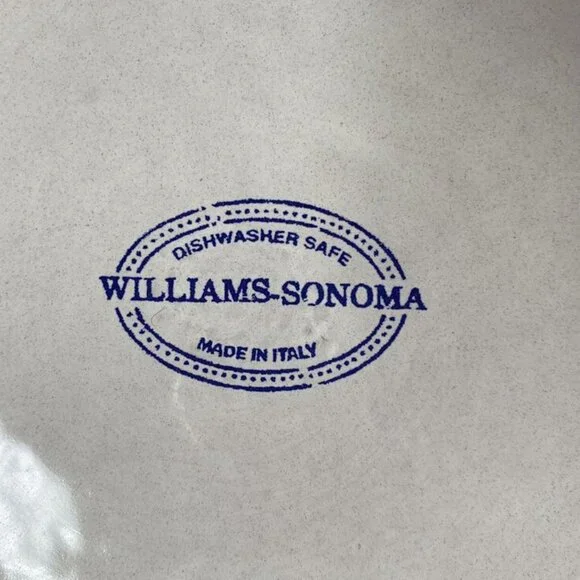 DISHWASHER SAFE
WILLIAMS-SONOMA
MADE IN ITALY